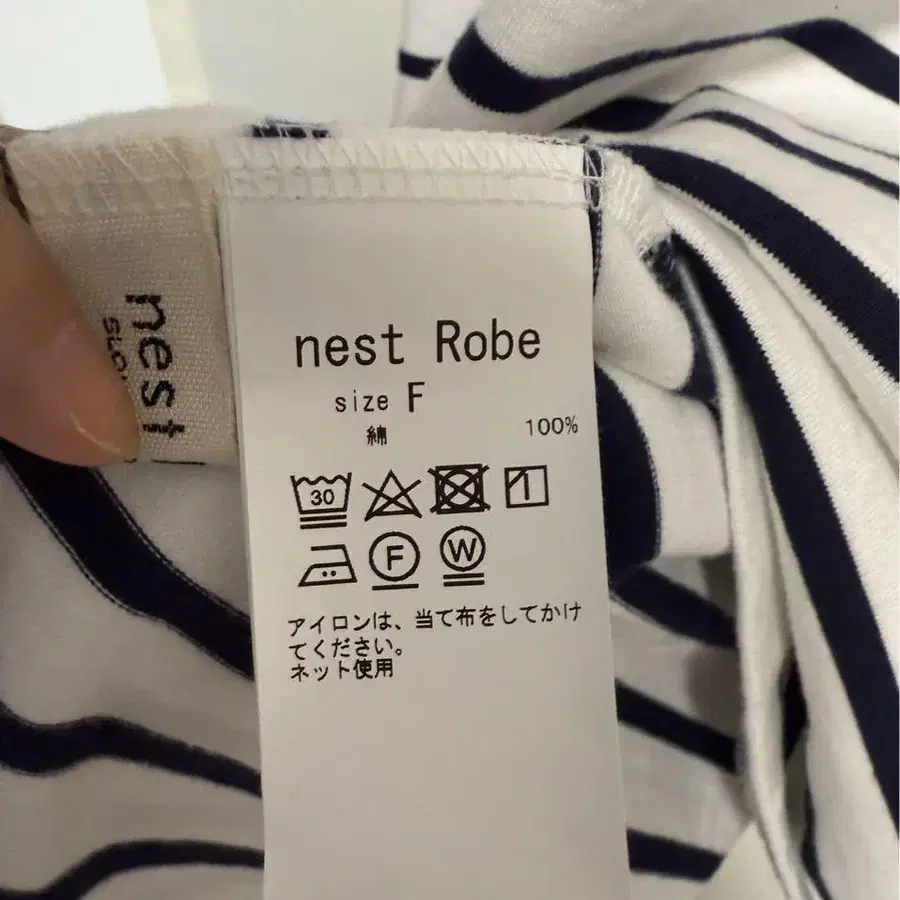 nest
nest Robe
size F
綿 100%
30
F W
アイロンは、当て布をしてかけ
てください。
ネット使用